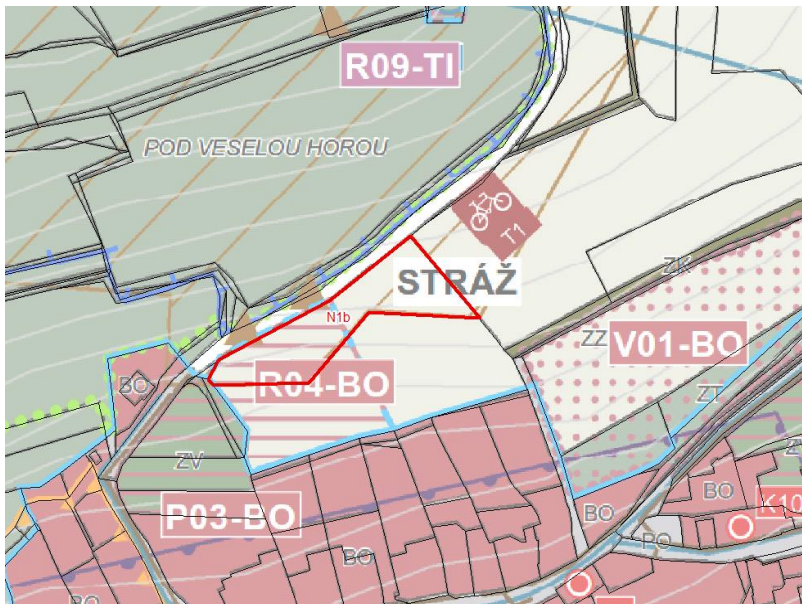 R09-TI
POD VESELOU HOROU
T1
STRÁŽ
ZK
N1b
ZZ
V01-BO
BO
R04-BO
ZT
ZV
P03-BO
BO
K10
BO
BO
PO
BO